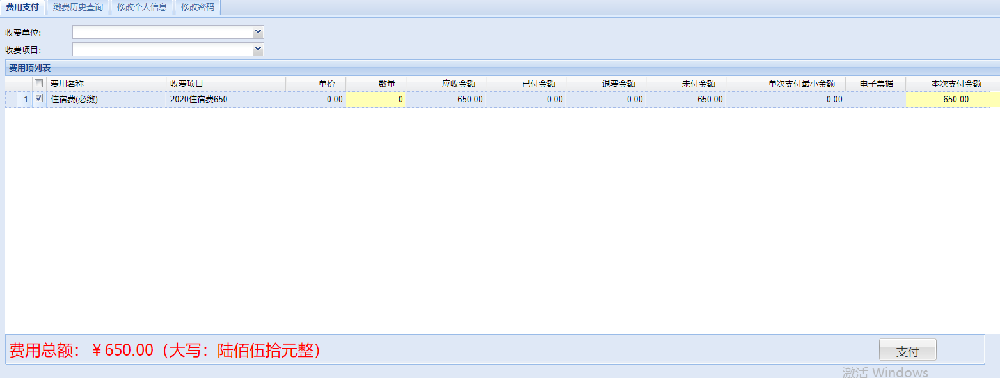 费用支付 缴费历史查询 修改个人信息 修改密码
收费单位:
收费项目:
费用项列表
费用名称 收费项目 单价 数量 应收金额 已付金额 退费金额 未付金额 单次支付最小金额 电子票据 本次支付金额
1 住宿费(必缴) 2020住宿费650 0.00 0 650.00 0.00 0.00 650.00 0.00 650.00
费用总额：￥650.00（大写：陆佰伍拾元整） 支付
激活 Windows